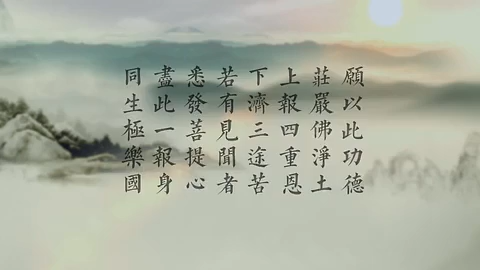 願以此功德
莊嚴佛淨土
上報四重恩
下濟三途苦
若有見聞者
悉發菩提心
盡此一報身
同生極樂國